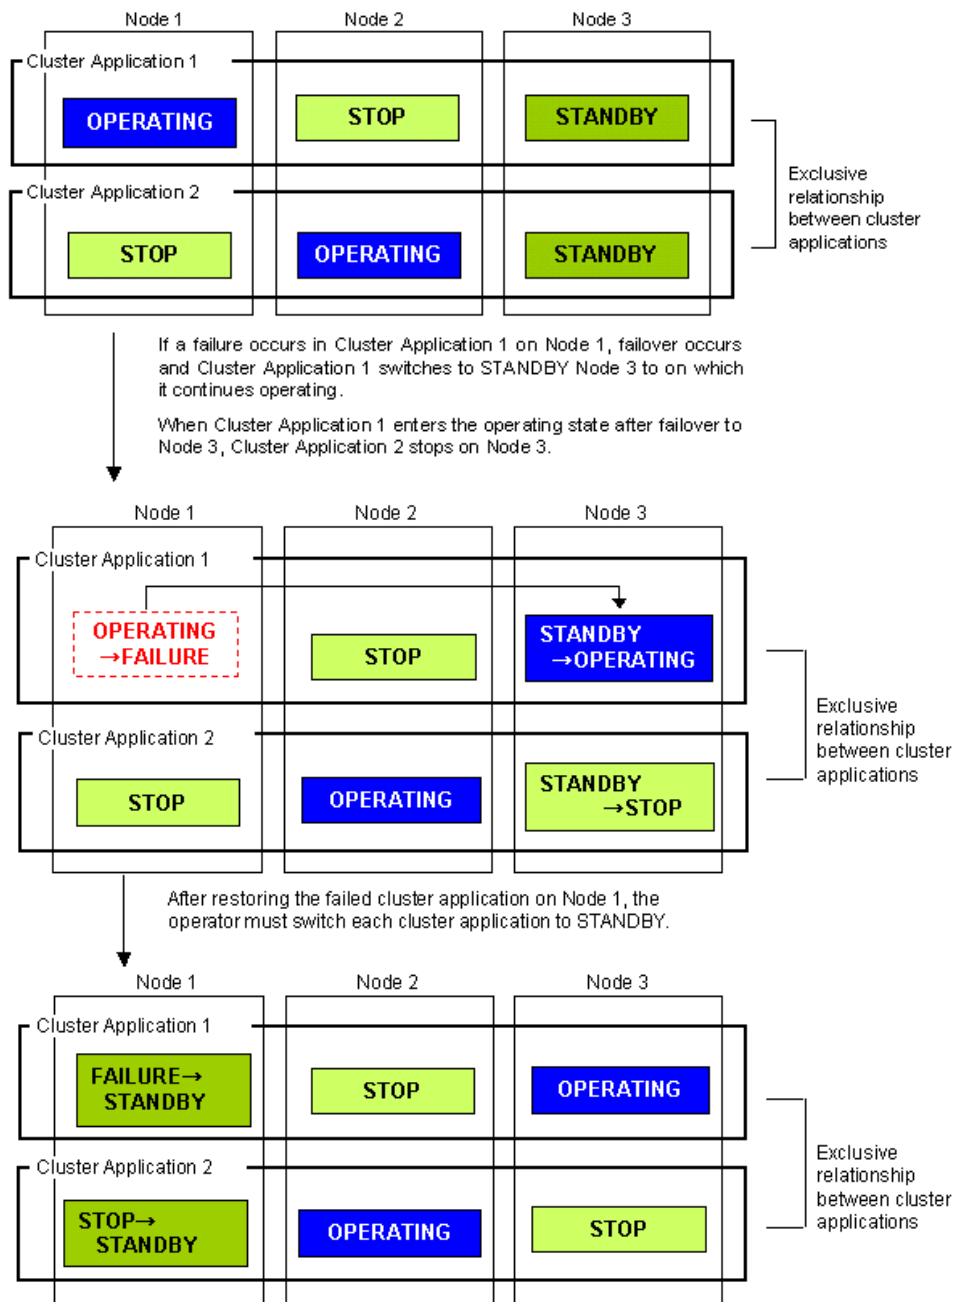 Node 1
Node 2
Node 3
Cluster Application 1
OPERATING
STOP
STANDBY
Cluster Application 2
STOP
OPERATING
STANDBY
Exclusive
relationship
between cluster
applications
If a failure occurs in Cluster Application 1 on Node 1, failover occurs
and Cluster Application 1 switches to STANDBY Node 3 to on which
it continues operating.
When Cluster Application 1 enters the operating state after failover to
Node 3, Cluster Application 2 stops on Node 3.
Node 1
Node 2
Node 3
Cluster Application 1
OPERATING
→FAILURE
STOP
STANDBY
→OPERATING
Cluster Application 2
STOP
OPERATING
STANDBY
→STOP
Exclusive
relationship
between cluster
applications
After restoring the failed cluster application on Node 1, the
operator must switch each cluster application to STANDBY.
Node 1
Node 2
Node 3
Cluster Application 1
FAILURE→
STANDBY
STOP
OPERATING
Cluster Application 2
STOP→
STANDBY
OPERATING
STOP
Exclusive
relationship
between cluster
applications